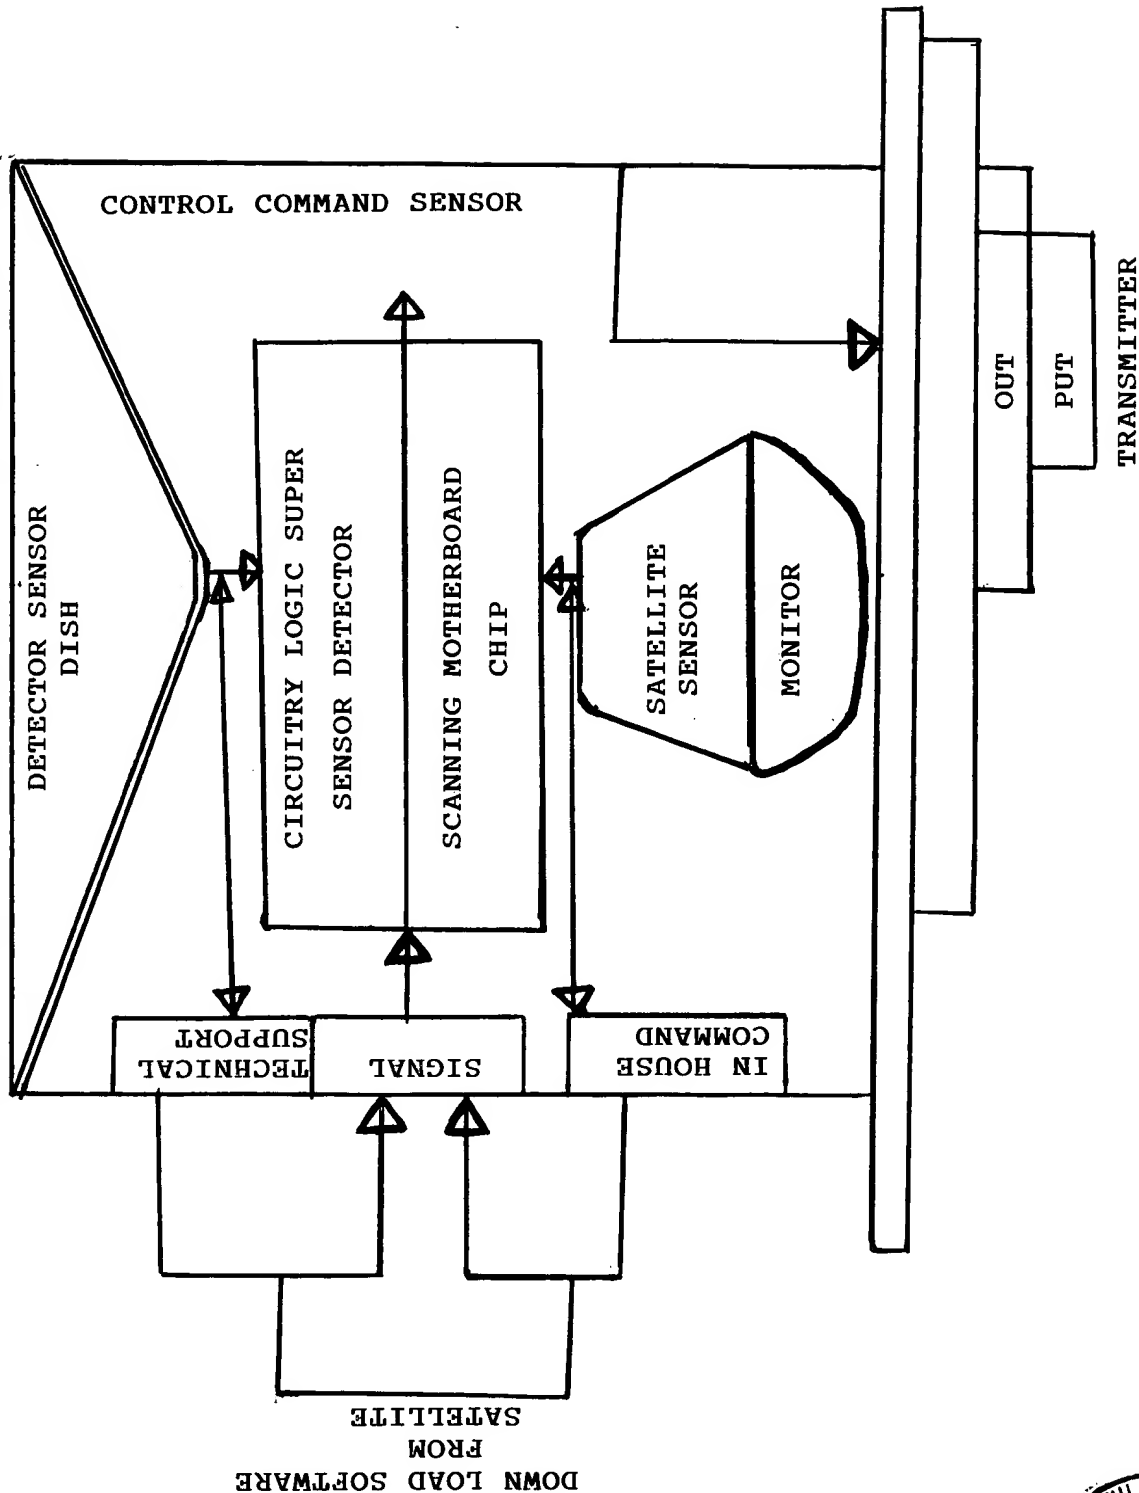 CONTROL COMMAND SENSOR
DETECTOR SENSOR
DISH
CIRCUITRY LOGIC SUPER
SENSOR DETECTOR
SCANNING MOTHERBOARD
CHIP
SATELLITE
SENSOR
MONITOR
OUT
PUT
TRANSMITTER
TECHNICAL
SUPPORT
SIGNAL
IN HOUSE
COMMAND
DOWN LOAD SOFTWARE
FROM
SATELLITE